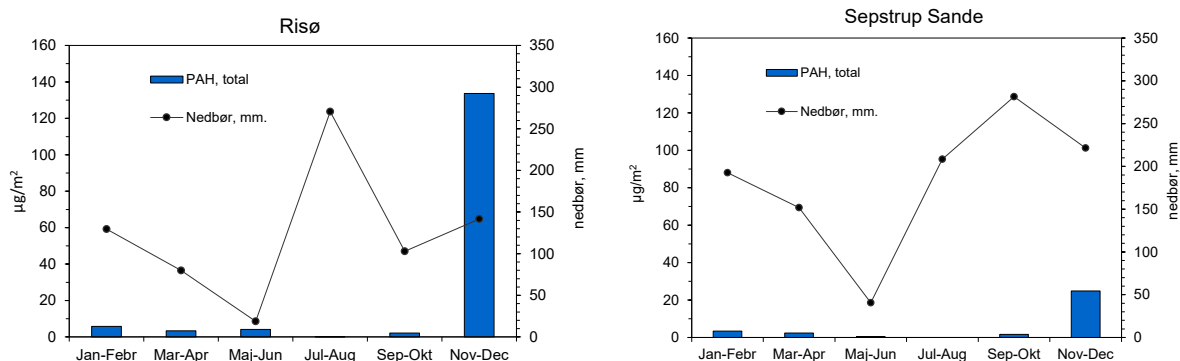 Risø
160
140
120
100
80
60
40
20
0
µg/m²
350
300
250
200
150
100
50
0
nedbør, mm
PAH, total
Nedbør, mm.
Jan-Febr Mar-Apr Maj-Jun Jul-Aug Sep-Okt Nov-Dec
Sepstrup Sande
160
140
120
100
80
60
40
20
0
µg/m²
350
300
250
200
150
100
50
0
nedbør, mm
PAH, total
Nedbør, mm.
Jan-Febr Mar-Apr Maj-Jun Jul-Aug Sep-Okt Nov-Dec